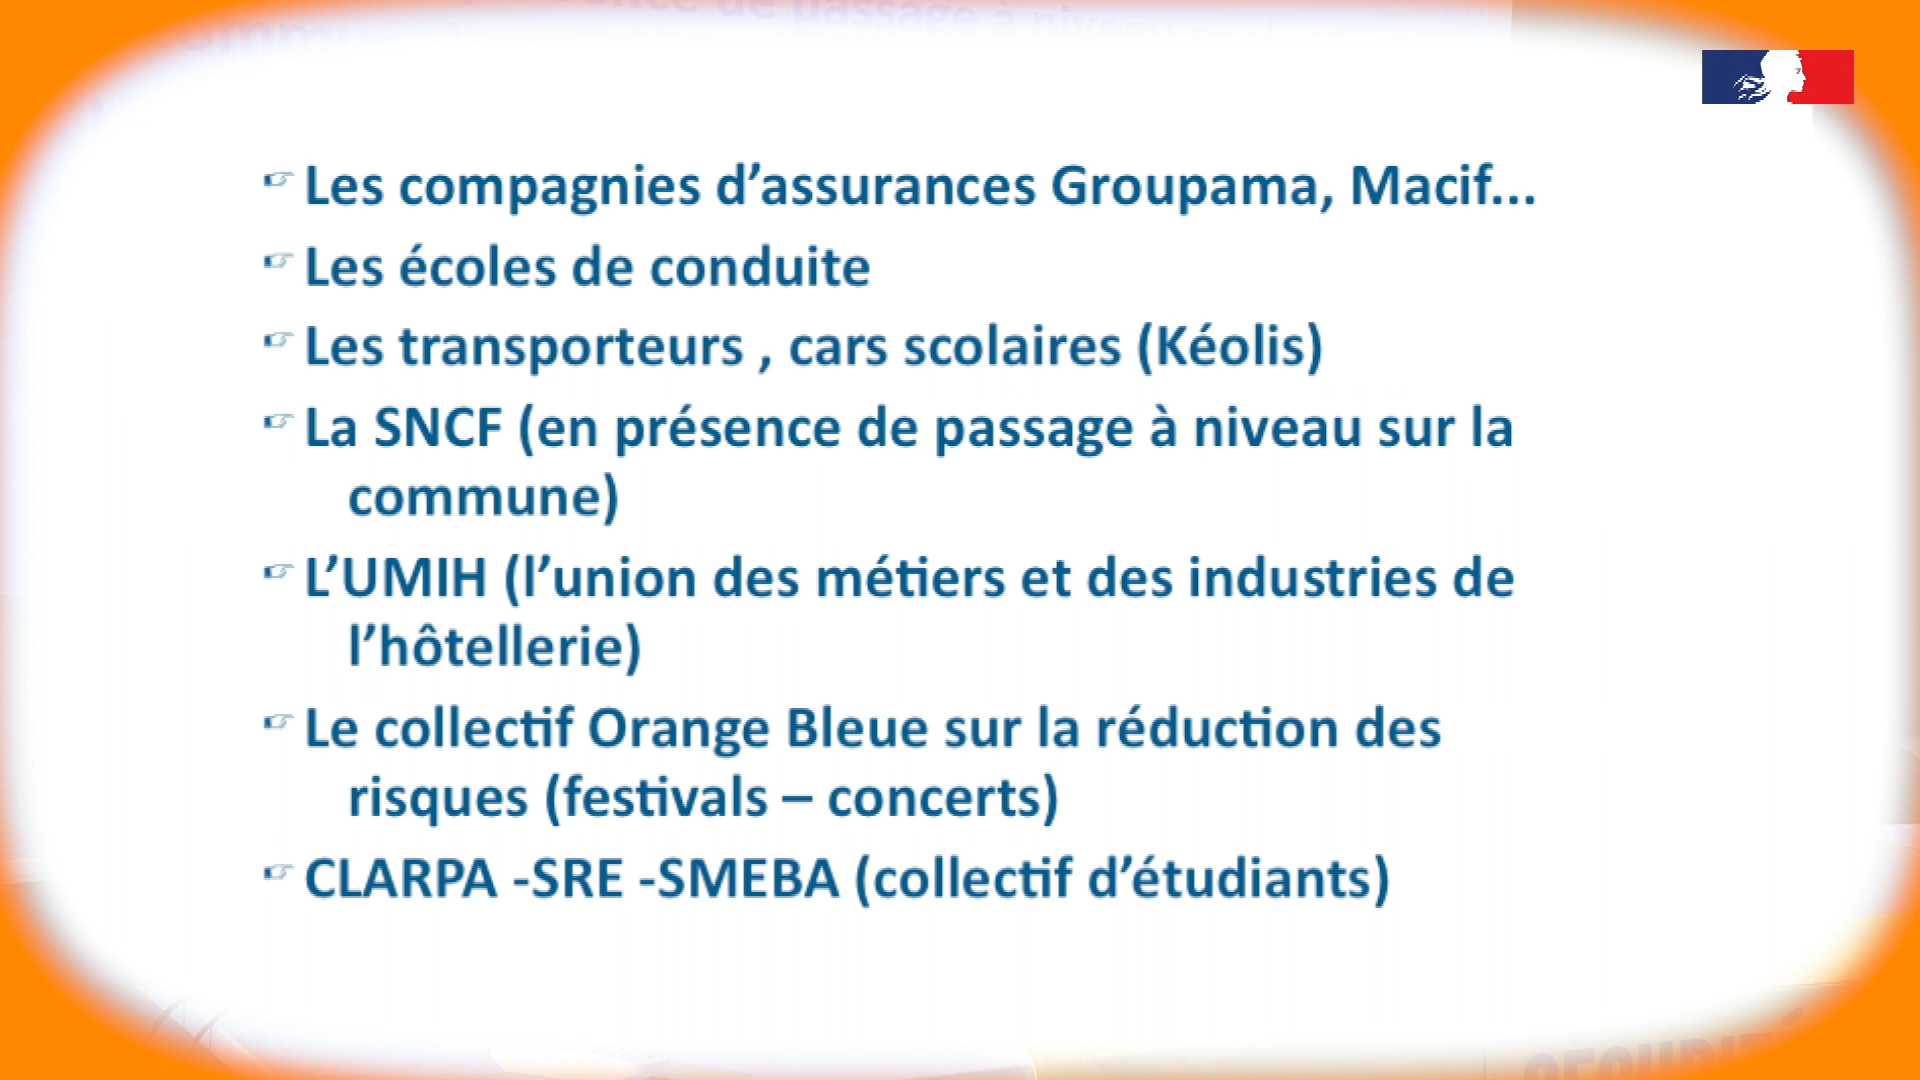 Les compagnies d’assurances Groupama, Macif...
Les écoles de conduite
Les transporteurs , cars scolaires (Kéolis)
La SNCF (en présence de passage à niveau sur la
commune)
L’UMIH (l’union des métiers et des industries de
l’hôtellerie)
Le collectif Orange Bleue sur la réduction des
risques (festivals – concerts)
CLARPA -SRE -SMEBA (collectif d’étudiants)